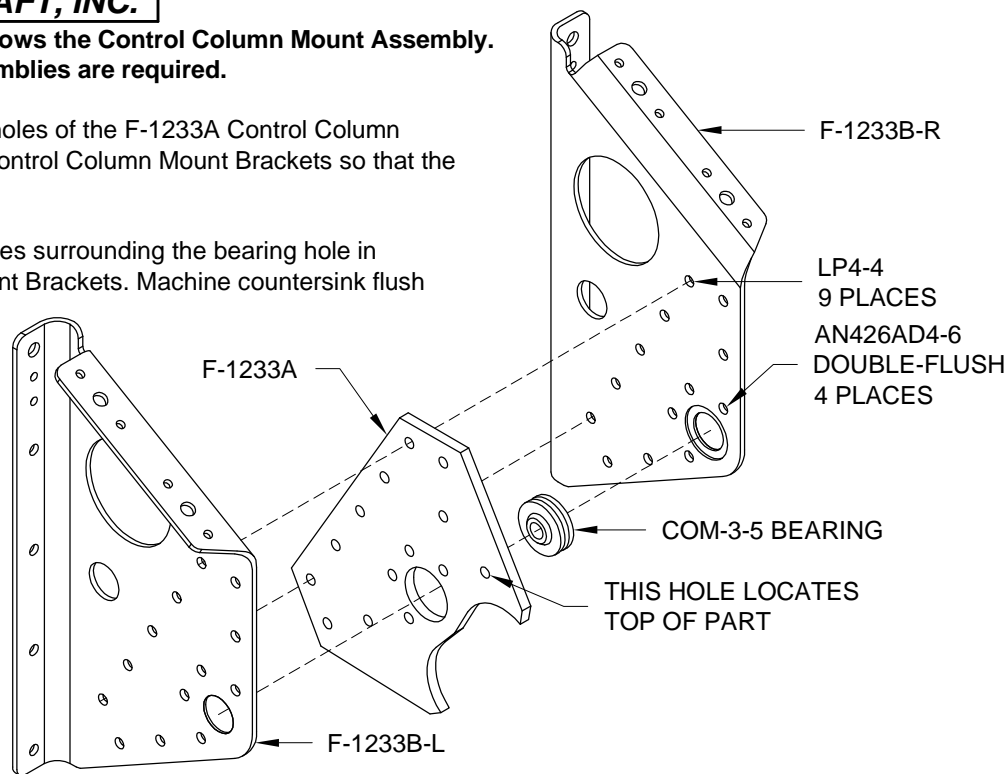 AFT, INC.
ows the Control Column Mount Assembly.
mblies are required.
holes of the F-1233A Control Column
ontrol Column Mount Brackets so that the
es surrounding the bearing hole in
nt Brackets. Machine countersink flush
F-1233B-R
LP4-4
9 PLACES
AN426AD4-6
DOUBLE-FLUSH
4 PLACES
F-1233A
COM-3-5 BEARING
THIS HOLE LOCATES
TOP OF PART
F-1233B-L